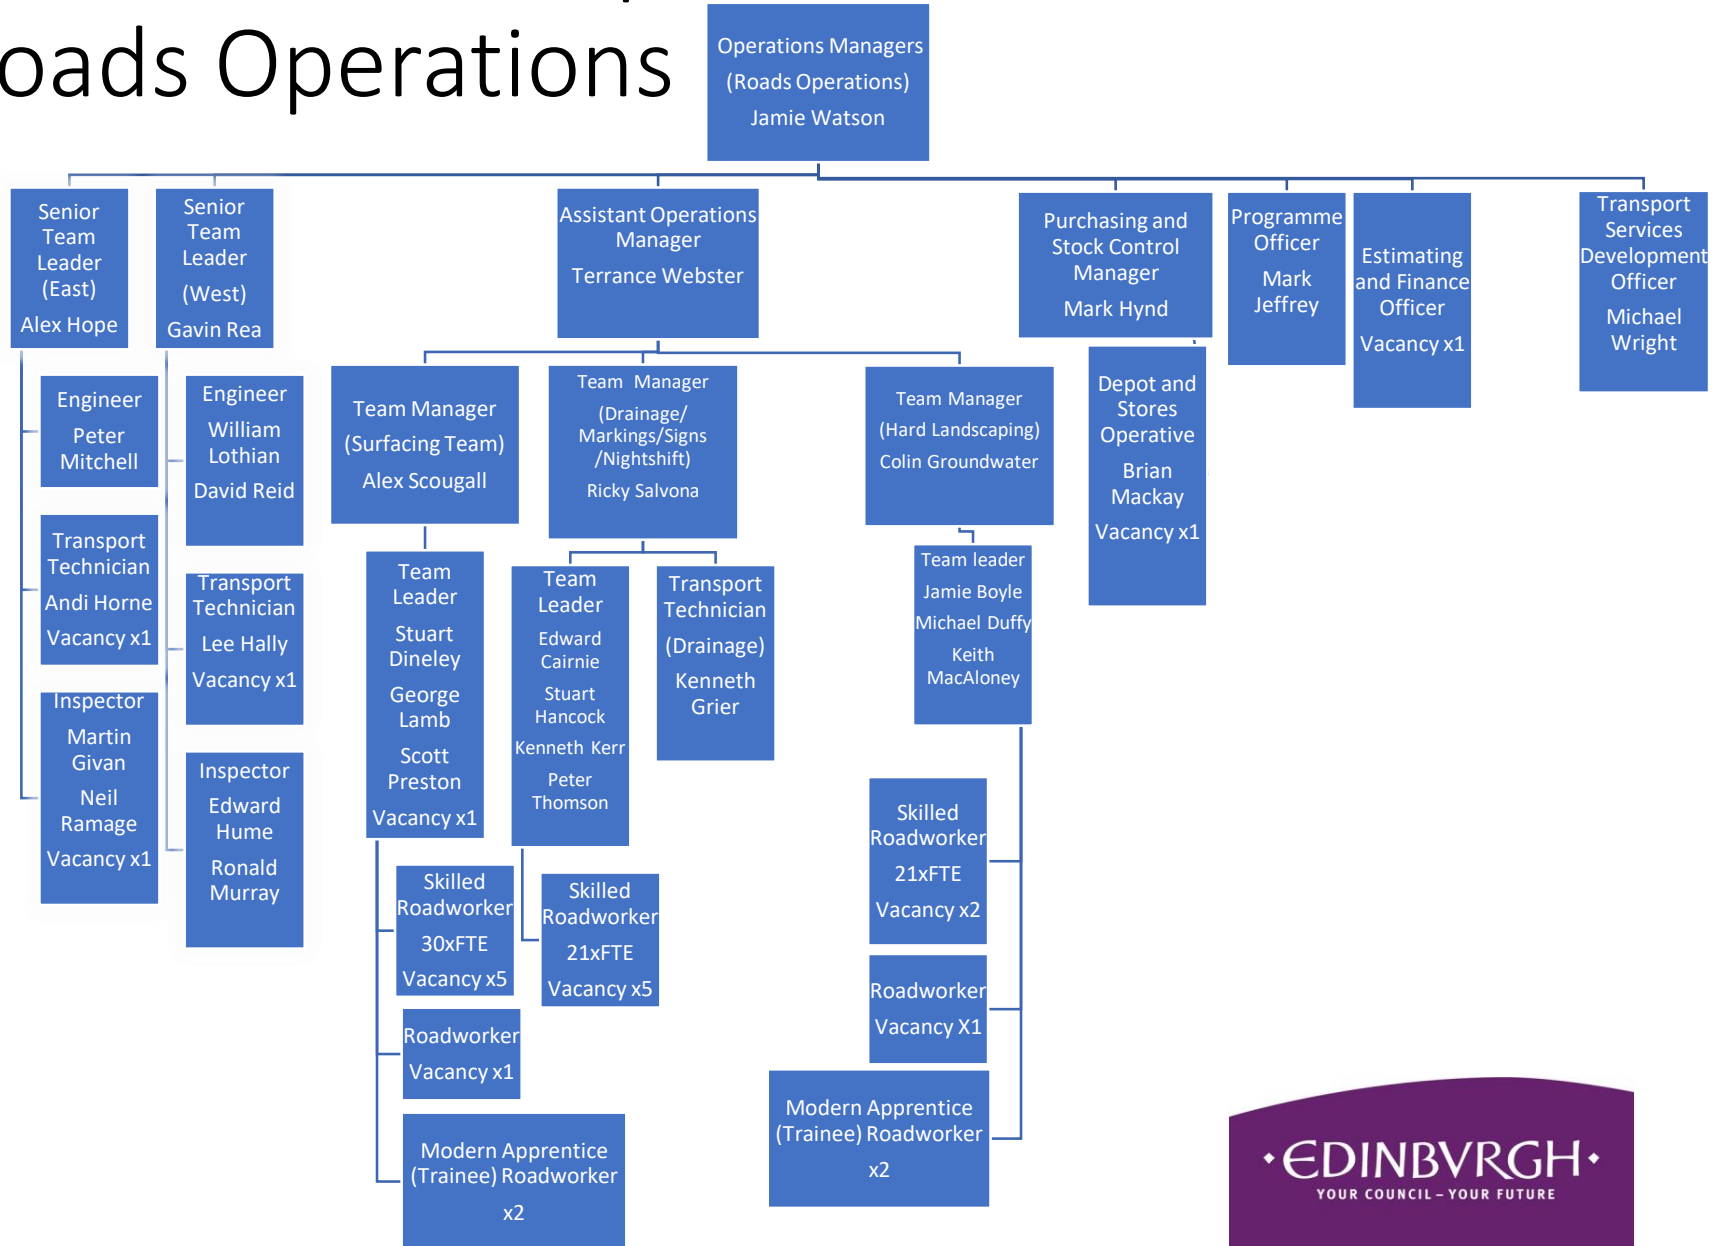 oads Operations
Operations Managers
(Roads Operations)
Jamie Watson
Senior
Team
Leader
(East)
Alex Hope
Senior
Team
Leader
(West)
Gavin Rea
Assistant Operations
Manager
Terrance Webster
Purchasing and
Stock Control
Manager
Mark Hynd
Programme
Officer
Mark
Jeffrey
Estimating
and Finance
Officer
Vacancy x1
Transport
Services
Development
Officer
Michael
Wright
Engineer
Peter
Mitchell
Transport
Technician
Andi Horne
Vacancy x1
Inspector
Martin
Givan
Neil
Ramage
Vacancy x1
Engineer
William
Lothian
David Reid
Transport
Technician
Lee Hally
Vacancy x1
Inspector
Edward
Hume
Ronald
Murray
Team Manager
(Surfacing Team)
Alex Scougall
Team Manager
(Drainage/
Markings/Signs
/Nightshift)
Ricky Salvona
Team Manager
(Hard Landscaping)
Colin Groundwater
Depot and
Stores
Operative
Brian
Mackay
Vacancy x1
Team
Leader
Stuart
Dineley
George
Lamb
Scott
Preston
Vacancy x1
Team
Leader
Edward
Cairnie
Stuart
Hancock
Kenneth Kerr
Peter
Thomson
Transport
Technician
(Drainage)
Kenneth
Grier
Team leader
Jamie Boyle
Michael Duffy
Keith
MacAloney
Skilled
Roadworker
30xFTE
Vacancy x5
Roadworker
Vacancy x1
Modern Apprentice
(Trainee) Roadworker
x2
Skilled
Roadworker
21xFTE
Vacancy x5
Skilled
Roadworker
21xFTE
Vacancy x2
Roadworker
Vacancy X1
Modern Apprentice
(Trainee) Roadworker
x2
·EDINBVRGH·
YOUR COUNCIL – YOUR FUTURE